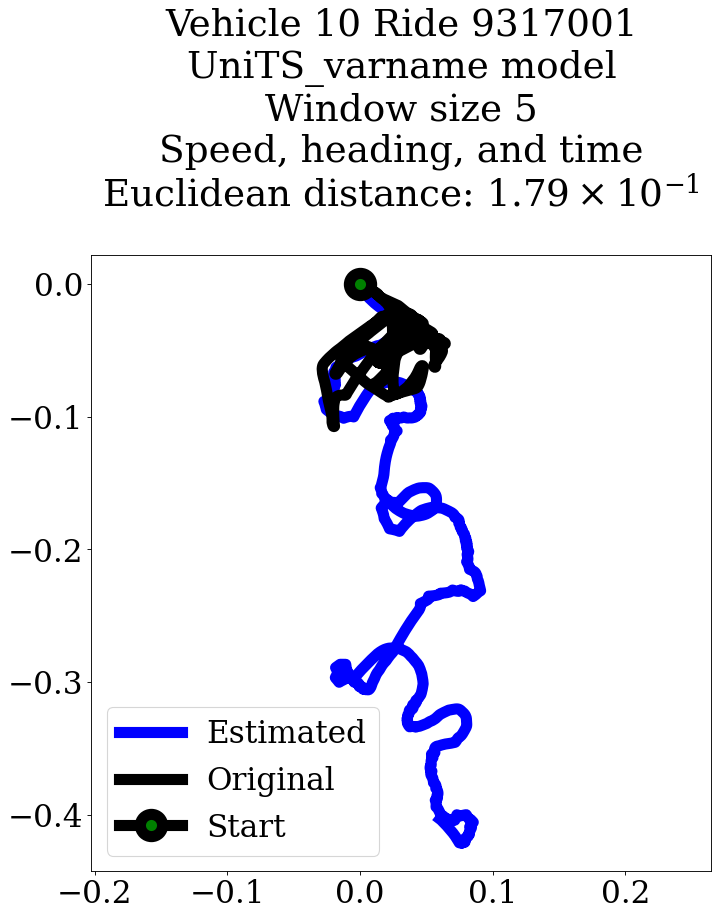 Vehicle 10 Ride 9317001
UniTS_varname model
Window size 5
Speed, heading, and time
Euclidean distance: 1.79 × 10⁻¹
0.0
−0.1
−0.2
−0.3
−0.4
Estimated
Original
Start
−0.2 −0.1 0.0 0.1 0.2